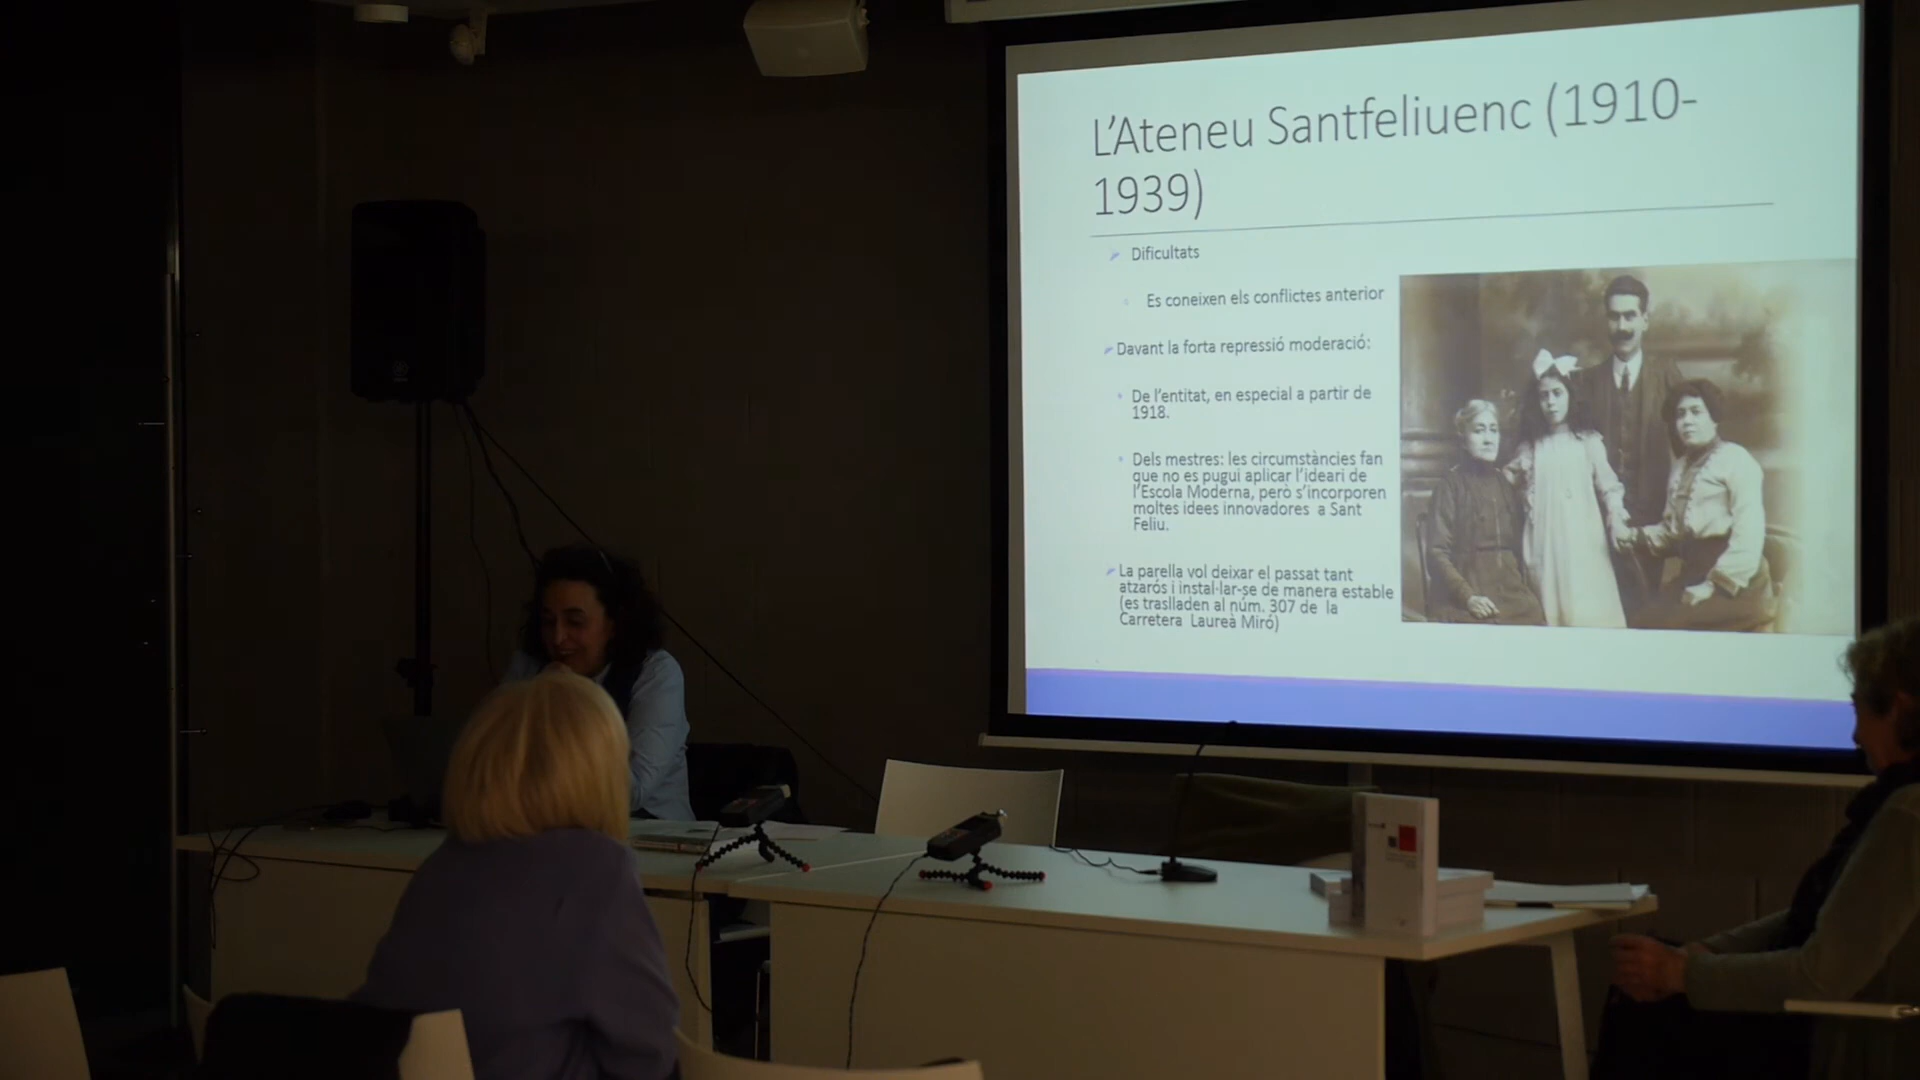 L'Ateneu Santfeliuenc (1910-
1939)
Dificultats
Es coneixen els conflictes anterior
Davant la forta repressió moderació:
De l'entitat, en especial a partir de
1918.
Dels mestres: les circumstàncies fan
que no es pugui aplicar l'ideari de
l'Escola Moderna, però s'incorporen
moltes idees innovadores a Sant
Feliu.
La parella vol deixar el passat tant
atzarós i instal·lar-se de manera estable
(es traslladen al núm. 307 de la
Carretera Laureà Miró)